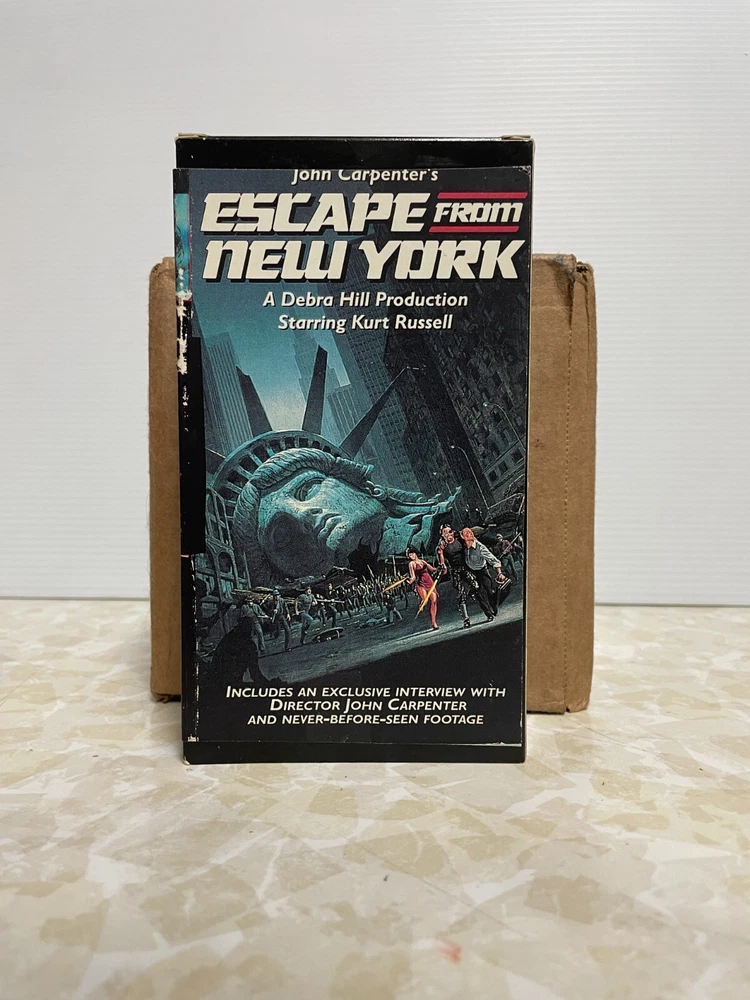 John Carpenter's
ESCAPE FROM
NEW YORK
A Debra Hill Production
Starring Kurt Russell
INCLUDES AN EXCLUSIVE INTERVIEW WITH
DIRECTOR JOHN CARPENTER
AND NEVER-BEFORE-SEEN FOOTAGE